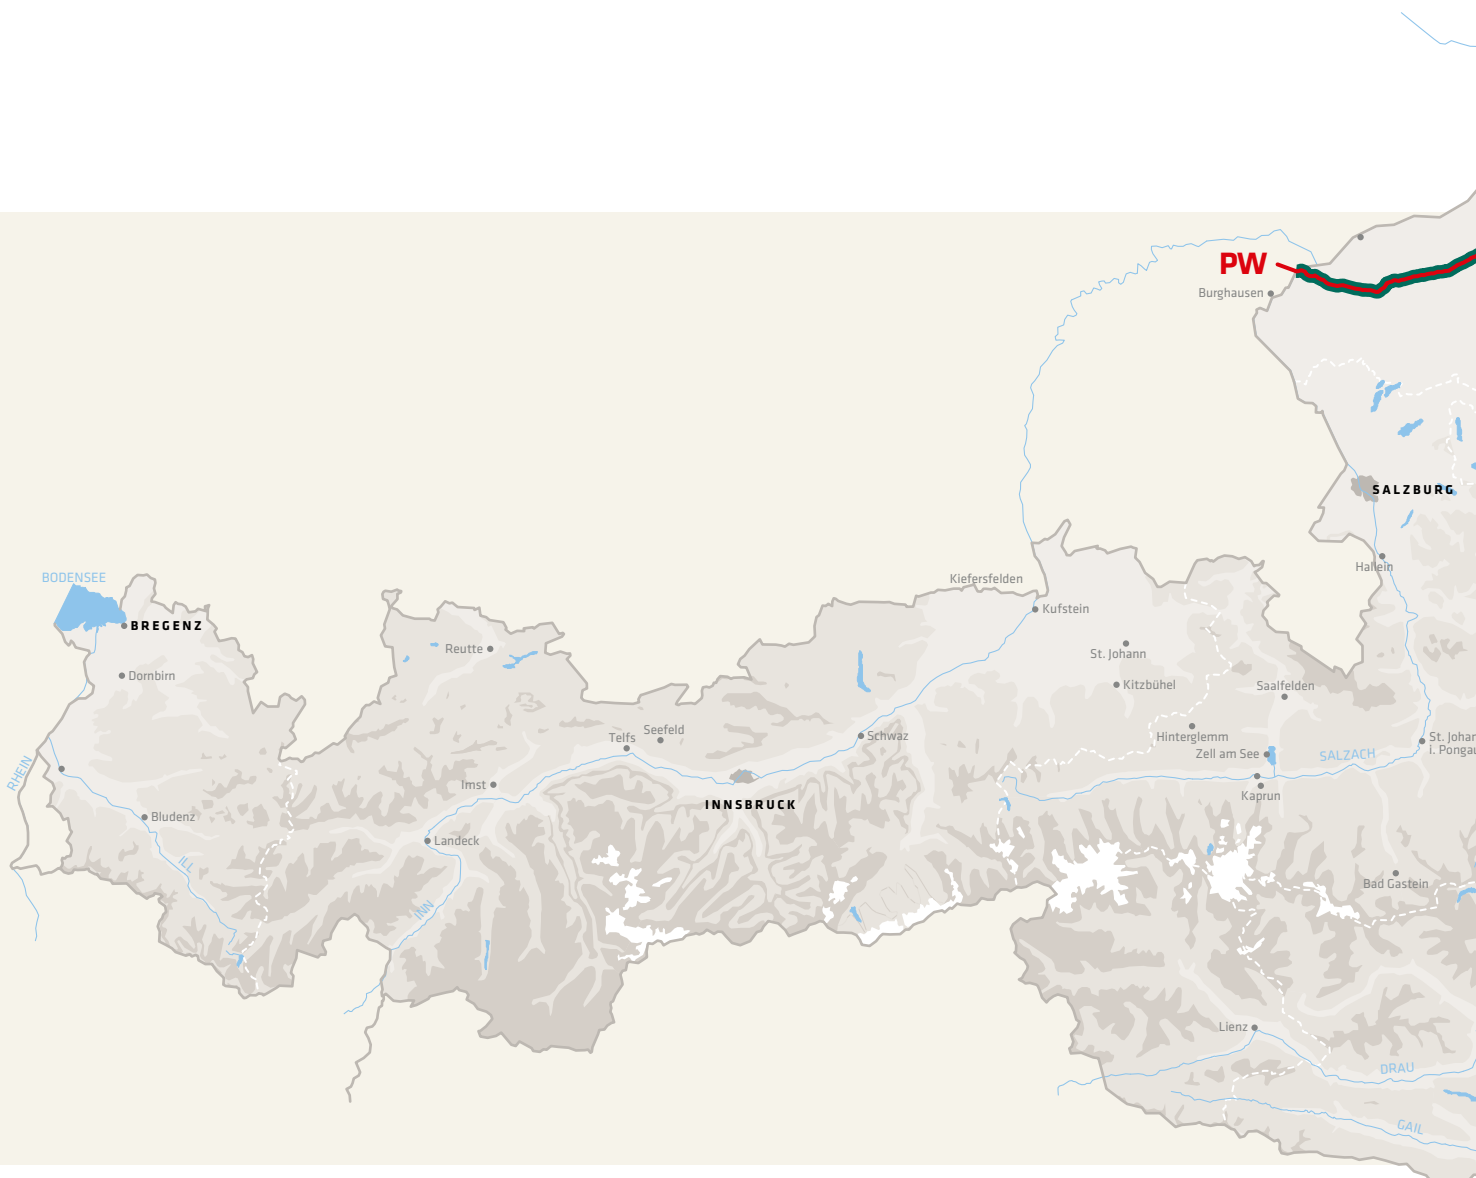 PW
Burghausen
SALZBURG
Hallein
BODENSEE
Kiefersfelden
BREGENZ
Kufstein
Reutte
St. Johann
Dornbirn
Kitzbühel
Saalfelden
Seefeld
Telfs
Schwaz
Hinterglemm
St. Johan
i. Pongau
Zell am See
SALZACH
RHEIN
Imst
INNSBRUCK
Kaprun
Bludenz
Landeck
ILL
Bad Gastein
INN
Lienz
DRAU
GAIL